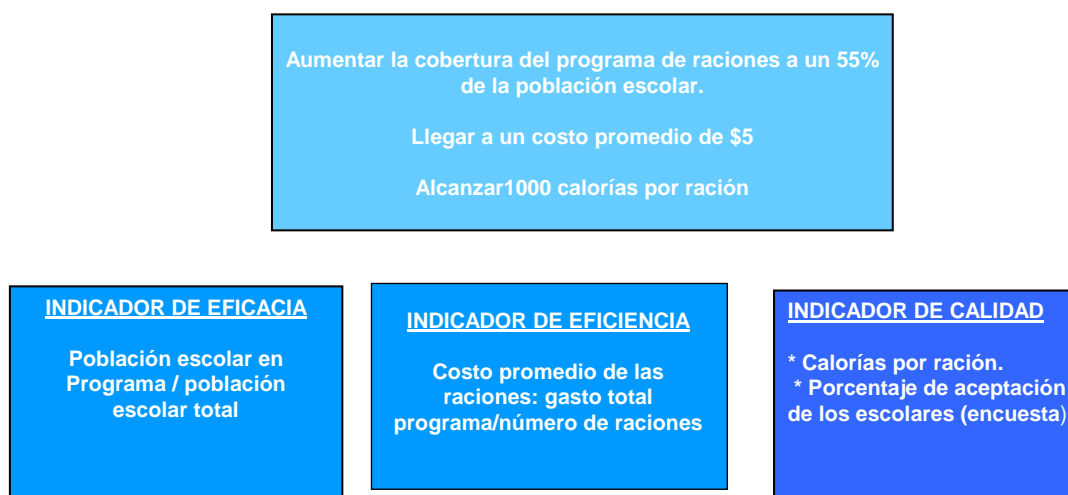 Aumentar la cobertura del programa de raciones a un 55%
de la población escolar.
Llegar a un costo promedio de $5
Alcanzar1000 calorías por ración
INDICADOR DE EFICACIA
Población escolar en
Programa / población
escolar total
INDICADOR DE EFICIENCIA
Costo promedio de las
raciones: gasto total
programa/número de raciones
INDICADOR DE CALIDAD
* Calorías por ración.
* Porcentaje de aceptación
de los escolares (encuesta)